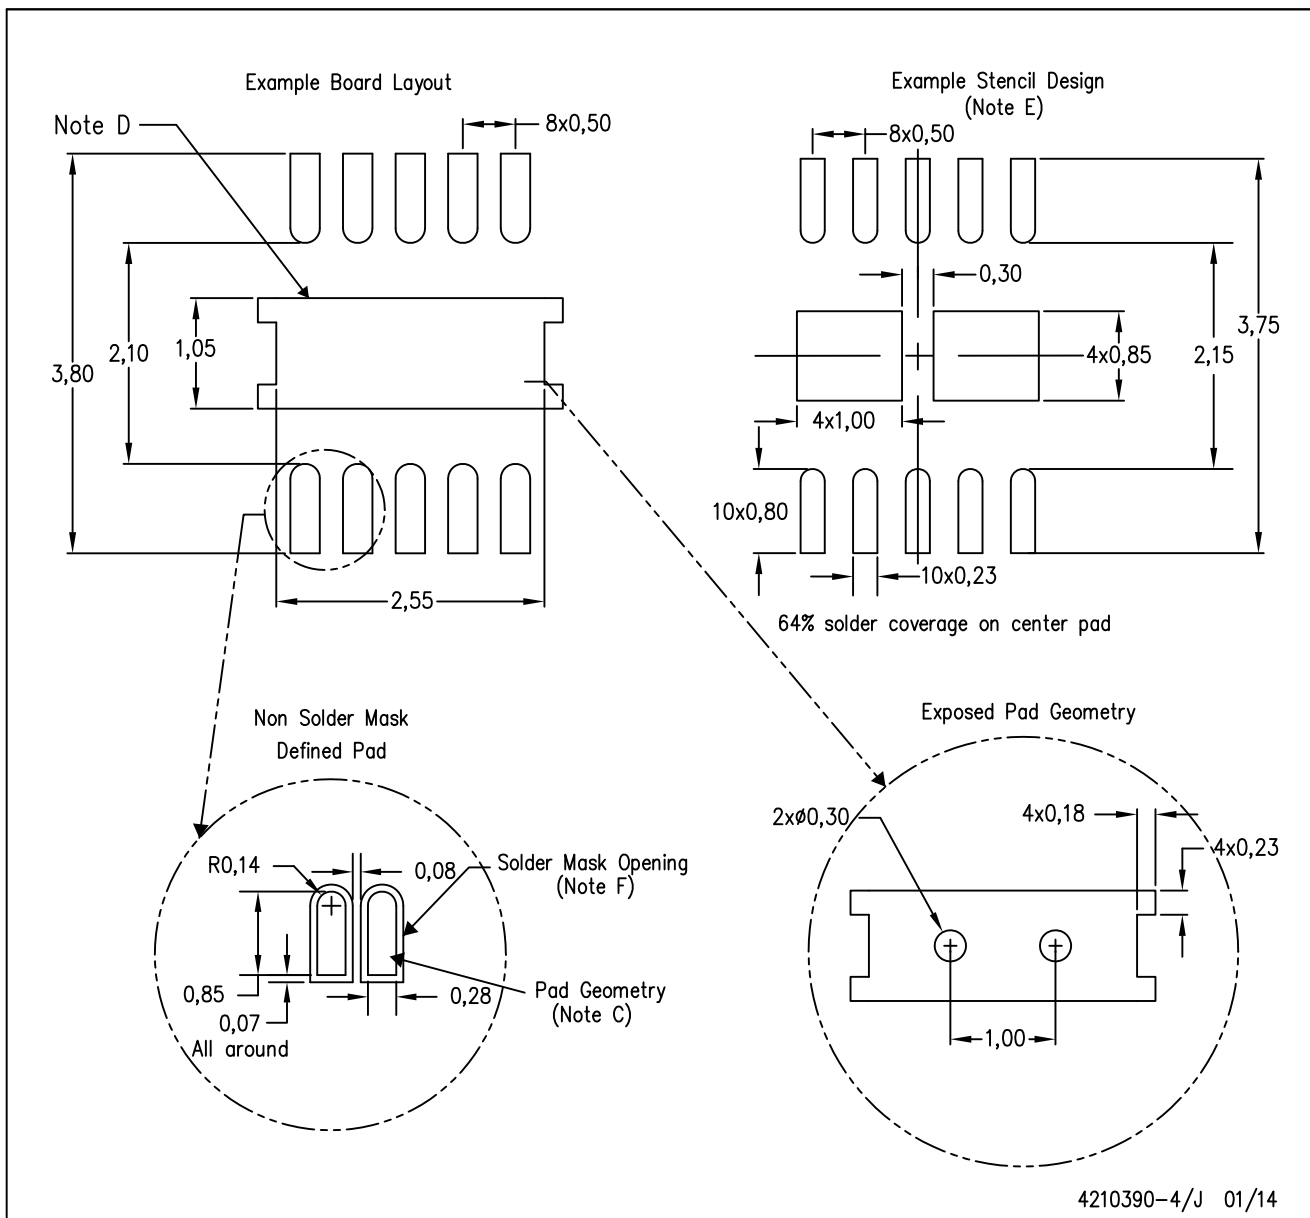 Example Board Layout
Note D
8x0,50
3,80
2,10
1,05
2,55
Example Stencil Design
(Note E)
8x0,50
0,30
3,75
2,15
4x0,85
4x1,00
10x0,80
10x0,23
64% solder coverage on center pad
Non Solder Mask
Defined Pad
R0,14
0,08
Solder Mask Opening
(Note F)
0,85
0,28
0,07
All around
Pad Geometry
(Note C)
Exposed Pad Geometry
2xø0,30
4x0,18
4x0,23
1,00
4210390-4/J 01/14